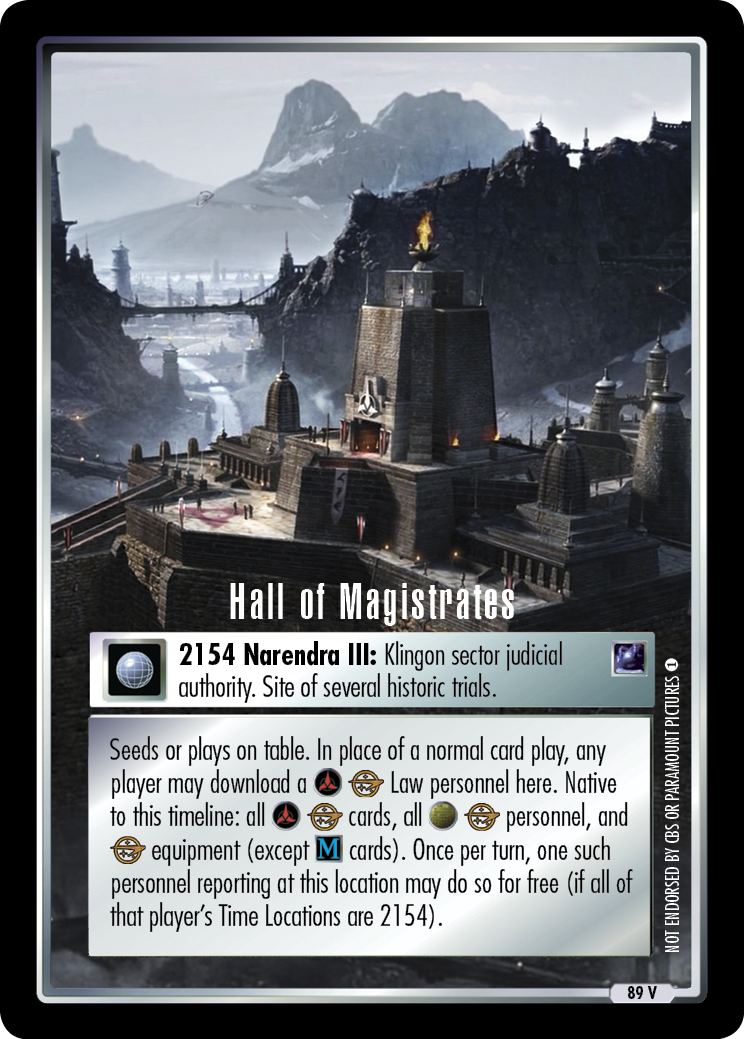 Hall of Magistrates
2154 Narendra III: Klingon sector judicial
authority. Site of several historic trials.
Seeds or plays on table. In place of a normal card play, any
player may download a Law personnel here. Native
to this timeline: all cards, all personnel, and
equipment (except M cards). Once per turn, one such
personnel reporting at this location may do so for free (if all of
that player's Time Locations are 2154).
NOT ENDORSED BY CBS OR PARAMOUNT PICTURES 1
89 V